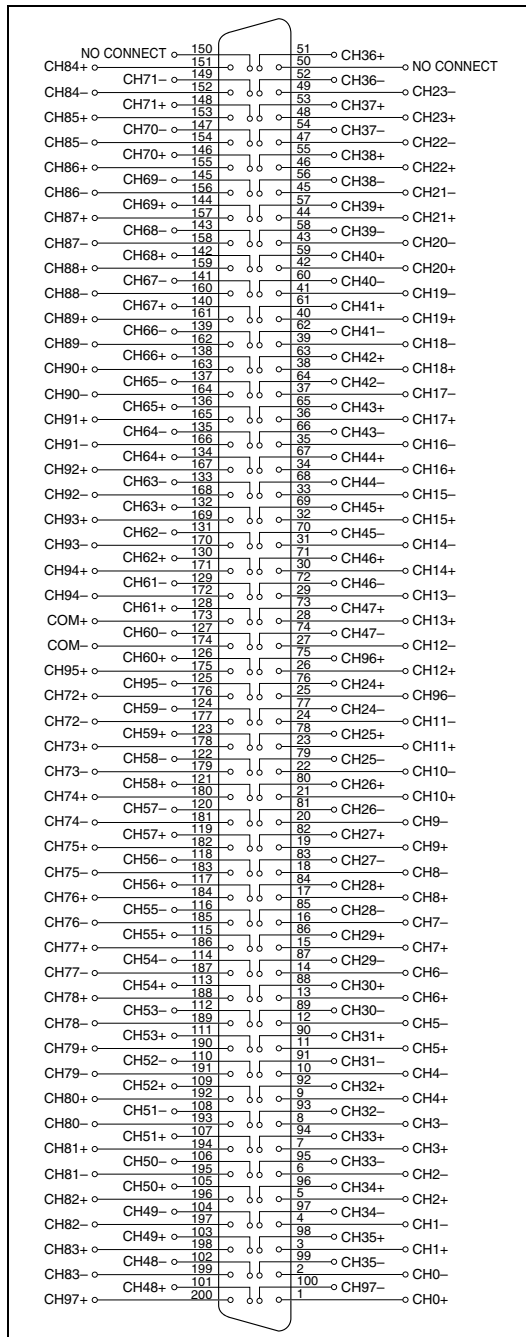 NO CONNECT 150 51 CH36+
CH84+ 151 50 NO CONNECT
CH71– 149 52 CH36–
CH84– 152 49 CH23–
CH71+ 148 53 CH37+
CH85+ 153 48 CH23+
CH70– 147 54 CH37–
CH85– 154 47 CH22–
CH70+ 146 55 CH38+
CH86+ 155 46 CH22+
CH69– 145 56 CH38–
CH86– 156 45 CH21–
CH69+ 144 57 CH39+
CH87+ 157 44 CH21+
CH68– 143 58 CH39–
CH87– 158 43 CH20–
CH68+ 142 59 CH40+
CH88+ 159 42 CH20+
CH67– 141 60 CH40–
CH88– 160 41 CH19–
CH67+ 140 61 CH41+
CH89+ 161 40 CH19+
CH66– 139 62 CH41–
CH89– 162 39 CH18–
CH66+ 138 63 CH42+
CH90+ 163 38 CH18+
CH65– 137 64 CH42–
CH90– 164 37 CH17–
CH65+ 136 65 CH43+
CH91+ 165 36 CH17+
CH64– 135 66 CH43–
CH91– 166 35 CH16–
CH64+ 134 67 CH44+
CH92+ 167 34 CH16+
CH63– 133 68 CH44–
CH92– 168 33 CH15–
CH63+ 132 69 CH45+
CH93+ 169 32 CH15+
CH62– 131 70 CH45–
CH93– 170 31 CH14–
CH62+ 130 71 CH46+
CH94+ 171 30 CH14+
CH61– 129 72 CH46–
CH94– 172 29 CH13–
CH61+ 128 73 CH47+
COM+ 173 28 CH13+
CH60– 127 74 CH47–
COM– 174 27 CH12–
CH60+ 126 75 CH96+
CH95+ 175 26 CH12+
CH95– 125 76 CH24+
CH72+ 176 25 CH96–
CH59– 124 77 CH24–
CH72– 177 24 CH11–
CH59+ 123 78 CH25+
CH73+ 178 23 CH11+
CH58– 122 79 CH25–
CH73– 179 22 CH10–
CH58+ 121 80 CH26+
CH74+ 180 21 CH10+
CH57– 120 81 CH26–
CH74– 181 20 CH9–
CH57+ 119 82 CH27+
CH75+ 182 19 CH9+
CH56– 118 83 CH27–
CH75– 183 18 CH8–
CH56+ 117 84 CH28+
CH76+ 184 17 CH8+
CH55– 116 85 CH28–
CH76– 185 16 CH7–
CH55+ 115 86 CH29+
CH77+ 186 15 CH7+
CH54– 114 87 CH29–
CH77– 187 14 CH6–
CH54+ 113 88 CH30+
CH78+ 188 13 CH6+
CH53– 112 89 CH30–
CH78– 189 12 CH5–
CH53+ 111 90 CH31+
CH79+ 190 11 CH5+
CH52– 110 91 CH31–
CH79– 191 10 CH4–
CH52+ 109 92 CH32+
CH80+ 192 9 CH4+
CH51– 108 93 CH32–
CH80– 193 8 CH3–
CH51+ 107 94 CH33+
CH81+ 194 7 CH3+
CH50– 106 95 CH33–
CH81– 195 6 CH2–
CH50+ 105 96 CH34+
CH82+ 196 5 CH2+
CH49– 104 97 CH34–
CH82– 197 4 CH1–
CH49+ 103 98 CH35+
CH83+ 198 3 CH1+
CH48– 102 99 CH35–
CH83– 199 2 CH0–
CH48+ 101 100 CH97–
CH97+ 200 1 CH0+